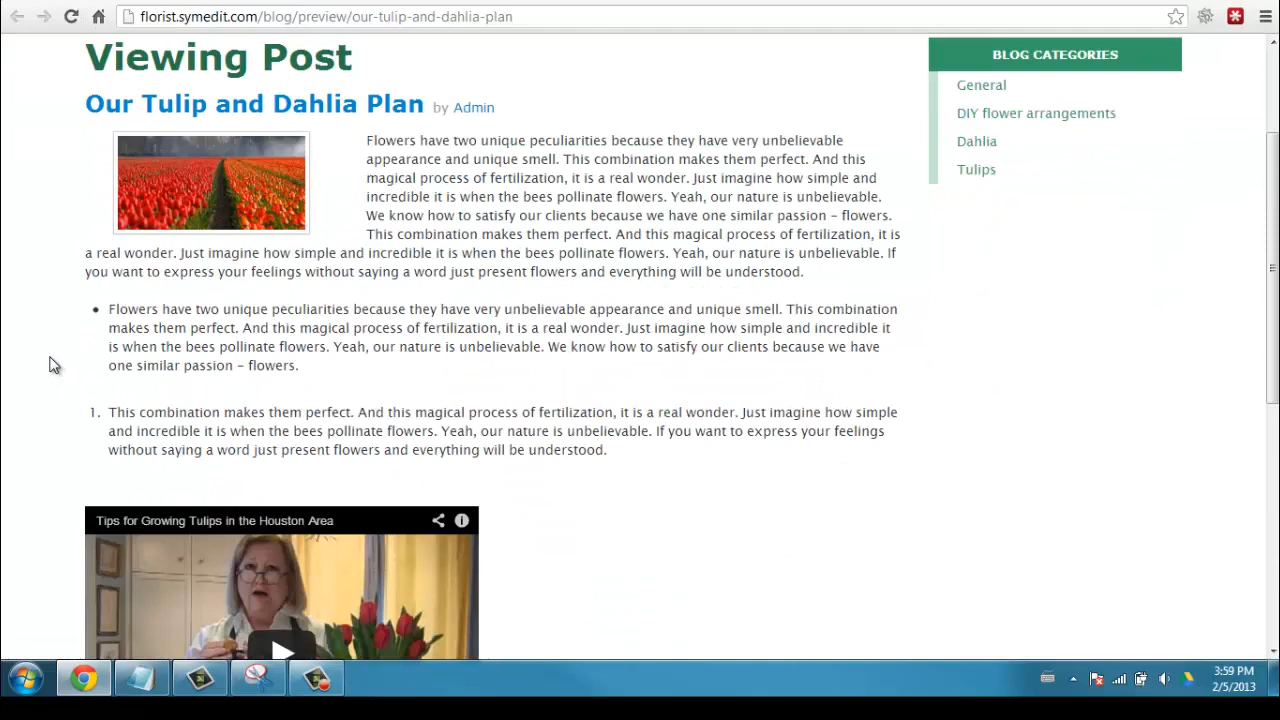 florist.symedit.com/blog/preview/our-tulip-and-dahlia-plan
Viewing Post
Our Tulip and Dahlia Plan by Admin
Flowers have two unique peculiarities because they have very unbelievable
appearance and unique smell. This combination makes them perfect. And this
magical process of fertilization, it is a real wonder. Just imagine how simple and
incredible it is when the bees pollinate flowers. Yeah, our nature is unbelievable.
We know how to satisfy our clients because we have one similar passion – flowers.
This combination makes them perfect. And this magical process of fertilization, it is
a real wonder. Just imagine how simple and incredible it is when the bees pollinate flowers. Yeah, our nature is unbelievable. If
you want to express your feelings without saying a word just present flowers and everything will be understood.
• Flowers have two unique peculiarities because they have very unbelievable appearance and unique smell. This combination
makes them perfect. And this magical process of fertilization, it is a real wonder. Just imagine how simple and incredible it
is when the bees pollinate flowers. Yeah, our nature is unbelievable. We know how to satisfy our clients because we have
one similar passion – flowers.
1. This combination makes them perfect. And this magical process of fertilization, it is a real wonder. Just imagine how simple
and incredible it is when the bees pollinate flowers. Yeah, our nature is unbelievable. If you want to express your feelings
without saying a word just present flowers and everything will be understood.
Tips for Growing Tulips in the Houston Area
BLOG CATEGORIES
General
DIY flower arrangements
Dahlia
Tulips
3:59 PM
2/5/2013